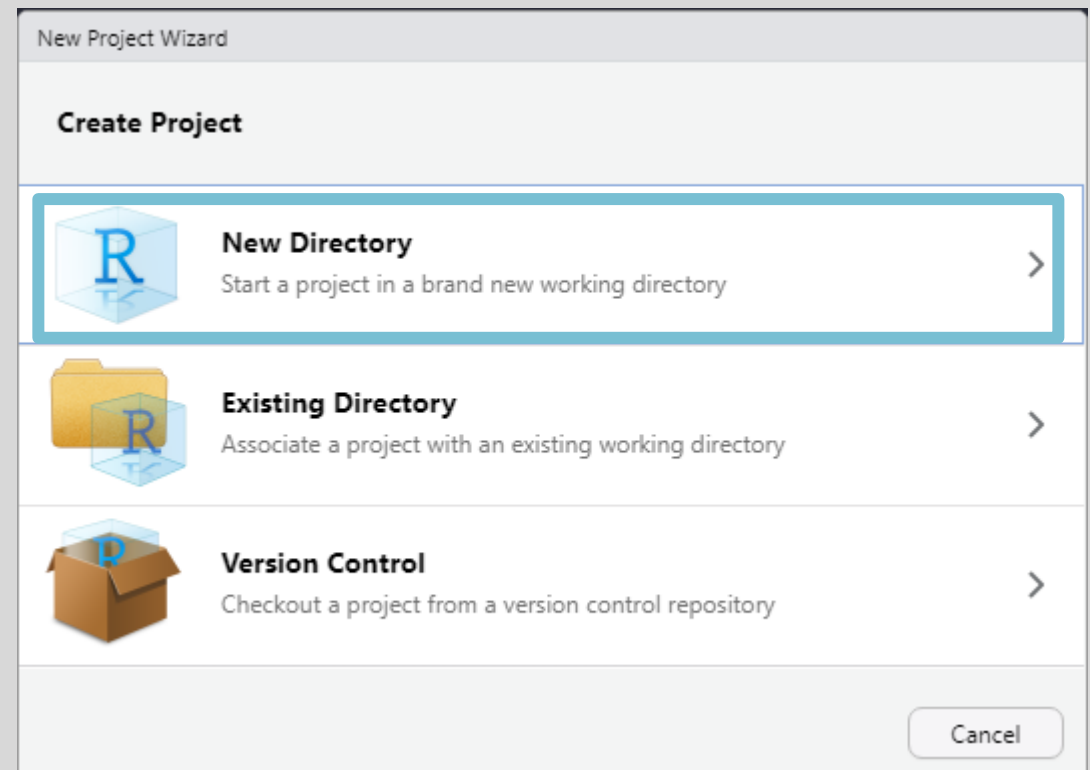 New Project Wizard
Create Project
R
New Directory
Start a project in a brand new working directory
R
Existing Directory
Associate a project with an existing working directory
R
Version Control
Checkout a project from a version control repository
Cancel